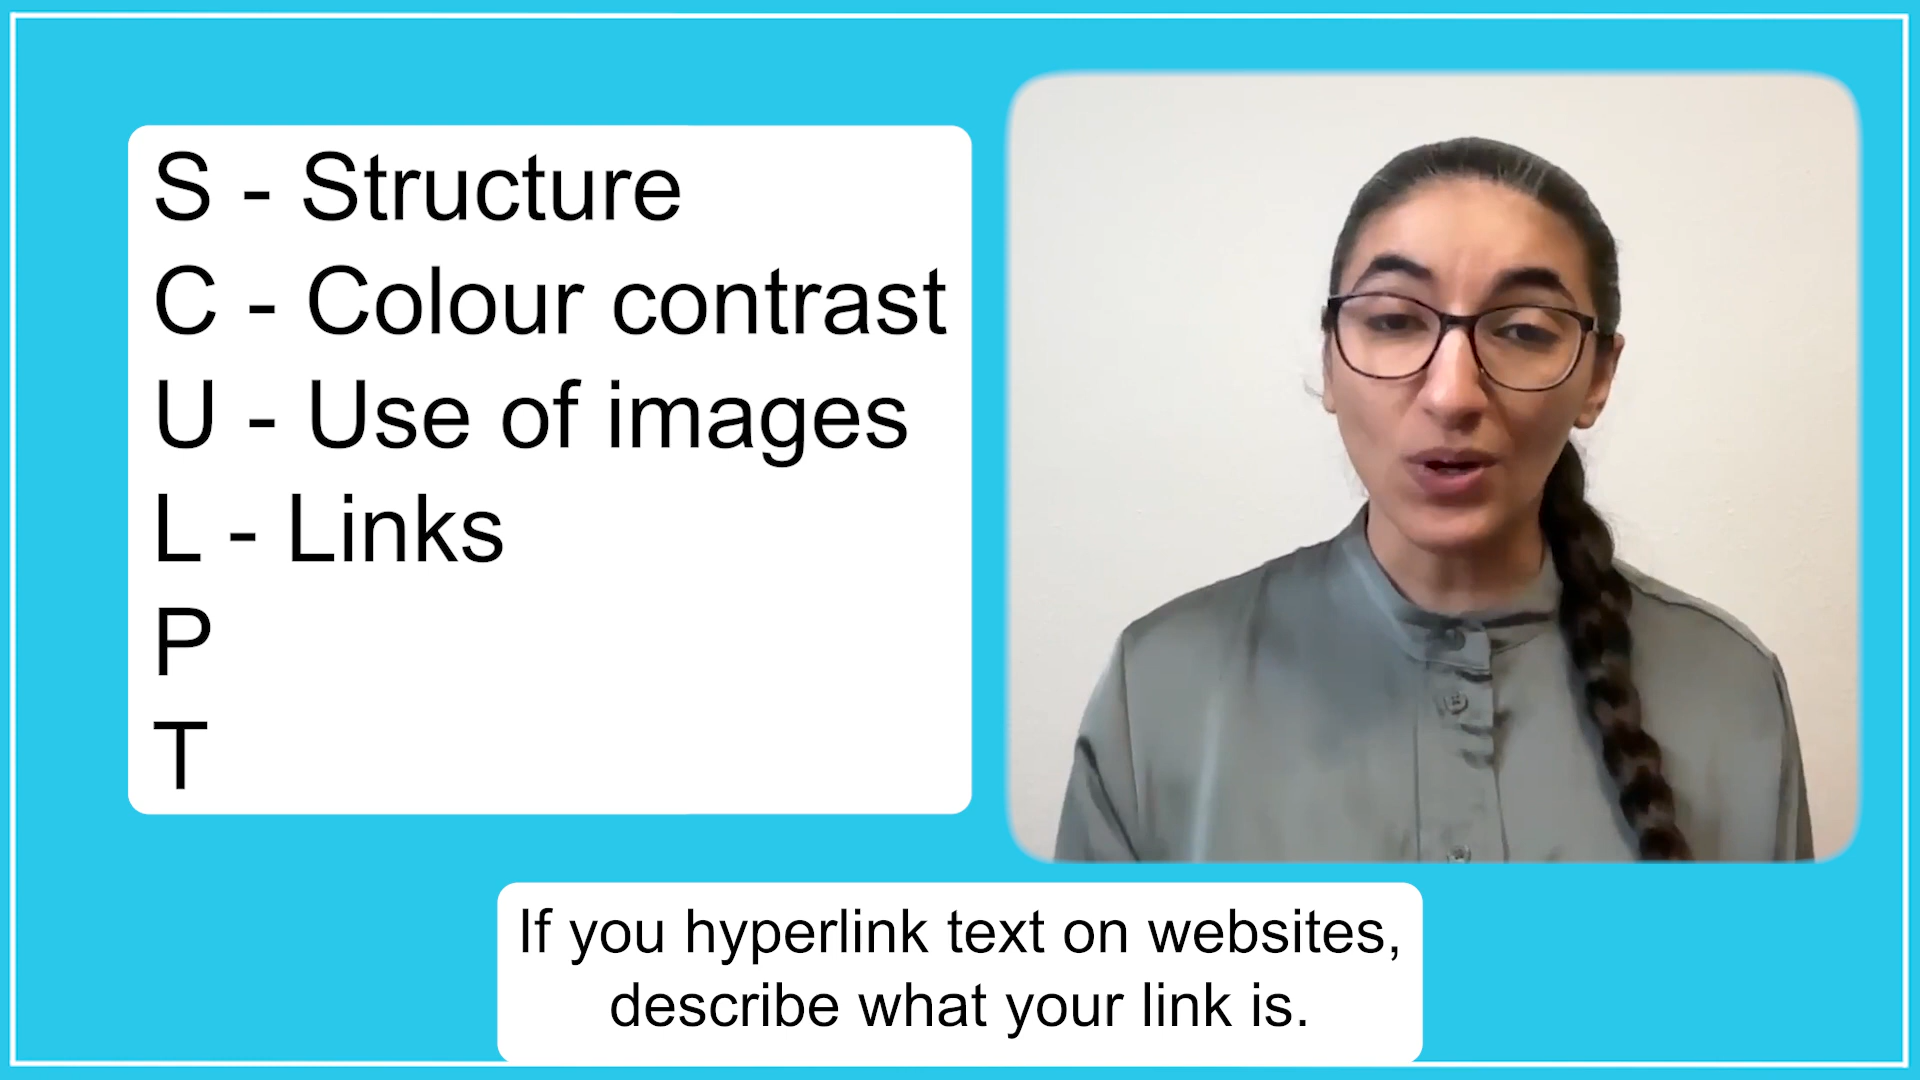 S - Structure
C - Colour contrast
U - Use of images
L - Links
P
T
If you hyperlink text on websites,
describe what your link is.